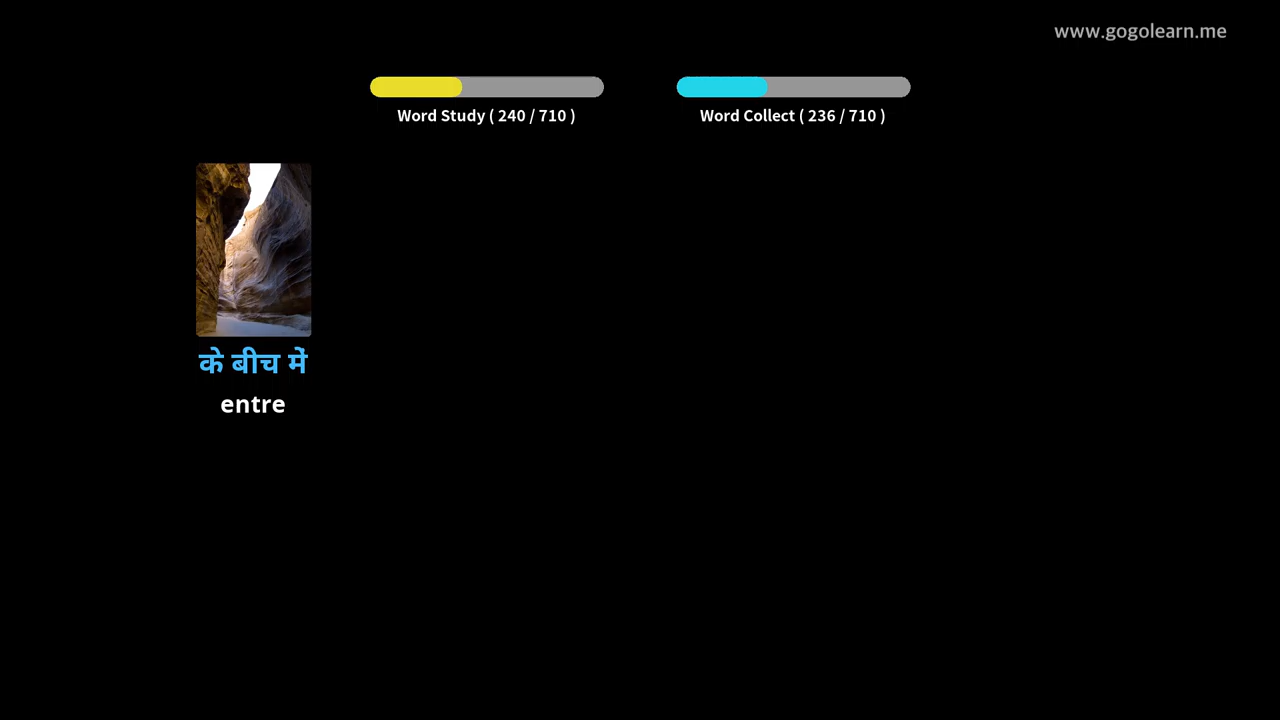 www.gogolearn.me
Word Study ( 240 / 710 )
Word Collect ( 236 / 710 )
के बीच में
entre